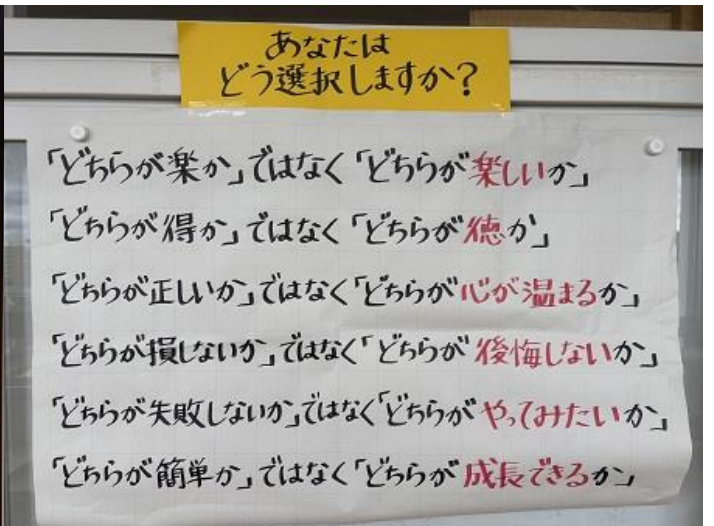 あなたは
どう選択しますか？
「どちらが楽か」ではなく「どちらが楽しいか」
「どちらが得か」ではなく「どちらが徳か」
「どちらが正しいか」ではなく「どちらが心が温まるか」
「どちらが損しないか」ではなく「どちらが後悔しないか」
「どちらが失敗しないか」ではなく「どちらがやってみたいか」
「どちらが簡単か」ではなく「どちらが成長できるか」